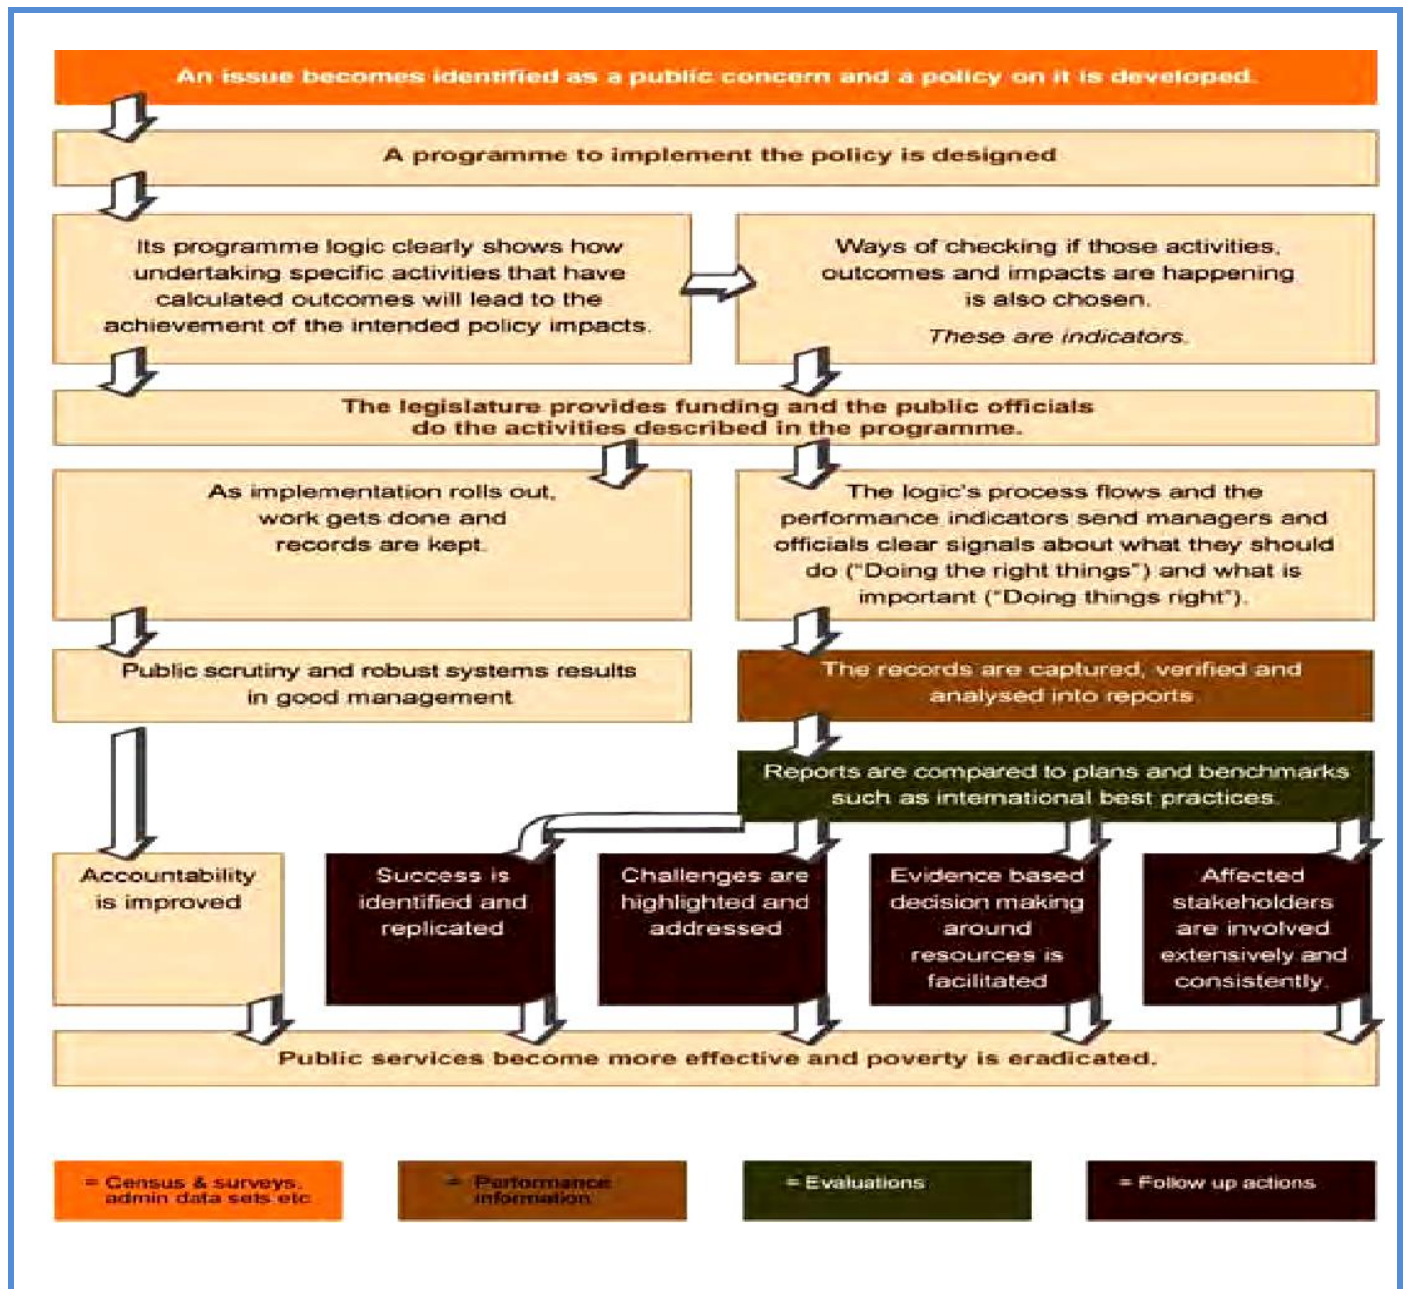 An issue becomes identified as a public concern and a policy on it is developed.
A programme to implement the policy is designed
Its programme logic clearly shows how
undertaking specific activities that have
calculated outcomes will lead to the
achievement of the intended policy impacts.
Ways of checking if those activities,
outcomes and impacts are happening
is also chosen.
These are indicators.
The legislature provides funding and the public officials
do the activities described in the programme.
As implementation rolls out,
work gets done and
records are kept.
The logic's process flows and the
performance indicators send managers and
officials clear signals about what they should
do ("Doing the right things") and what is
important ("Doing things right").
Public scrutiny and robust systems results
in good management
The records are captured, verified and
analysed into reports
Reports are compared to plans and benchmarks
such as international best practices.
Accountability
is improved
Success is
identified and
replicated
Challenges are
highlighted and
addressed
Evidence based
decision making
around
resources is
facilitated
Affected
stakeholders
are involved
extensively and
consistently.
Public services become more effective and poverty is eradicated.
= Census & surveys,
admin data sets etc
= Performance
information
= Evaluations
= Follow up actions